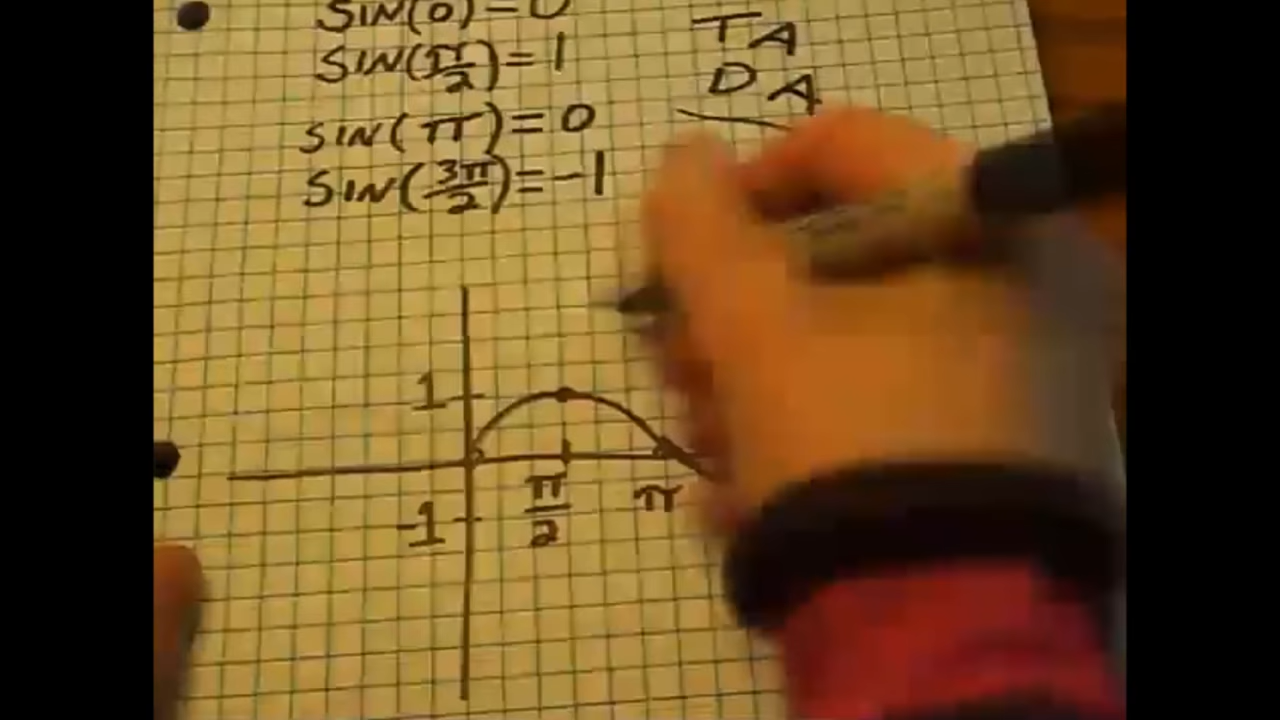 SIN(0)=0
SIN(π/2)=1
SIN(π)=0
SIN(3π/2)=-1
TA
DA
1
-1
π/2
π